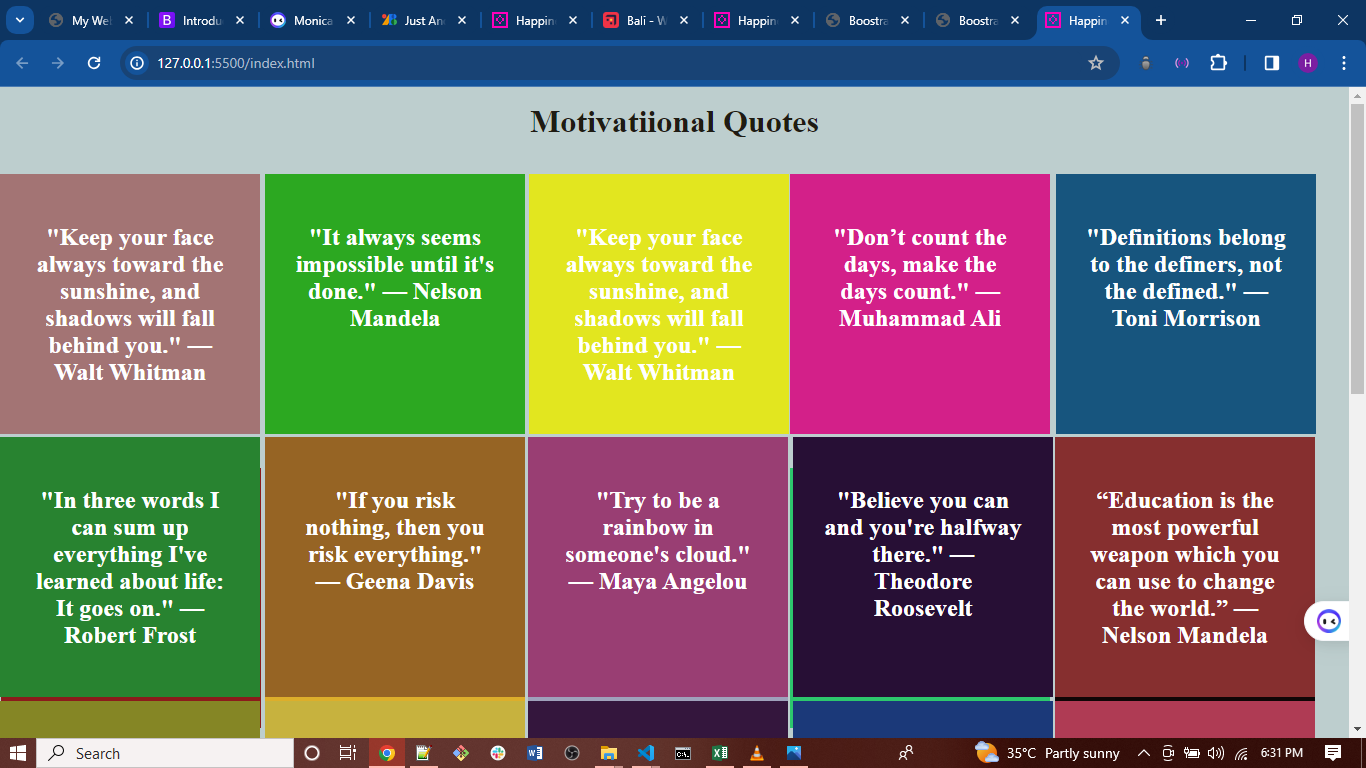 My Wel
Introdu
Monica
Just And
Happin
Bali - W
Happin
Boostra
Boostra
Happin
127.0.0.1:5500/index.html
H
Motivatiional Quotes
"Keep your face
always toward the
sunshine, and
shadows will fall
behind you." —
Walt Whitman
"It always seems
impossible until it's
done." — Nelson
Mandela
"Keep your face
always toward the
sunshine, and
shadows will fall
behind you." —
Walt Whitman
"Don’t count the
days, make the
days count." —
Muhammad Ali
"Definitions belong
to the definers, not
the defined." —
Toni Morrison
"In three words I
can sum up
everything I've
learned about life:
It goes on." —
Robert Frost
"If you risk
nothing, then you
risk everything."
— Geena Davis
"Try to be a
rainbow in
someone's cloud."
— Maya Angelou
"Believe you can
and you're halfway
there." —
Theodore
Roosevelt
“Education is the
most powerful
weapon which you
can use to change
the world.” —
Nelson Mandela
Search
35°C Partly sunny
6:31 PM